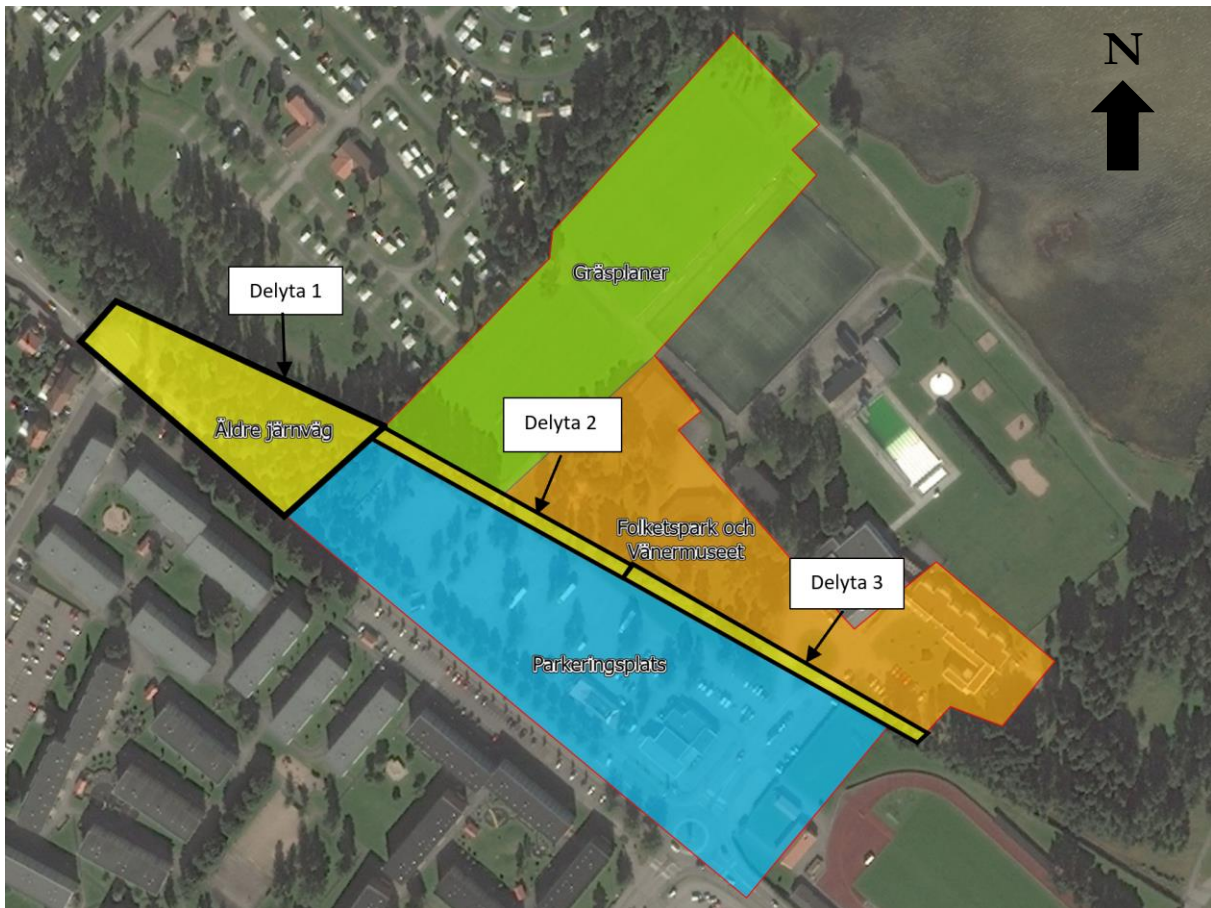 N
Gräsplaner
Delyta 1
Äldre järnväg
Delyta 2
Folketspark och
Vänermuseet
Delyta 3
Parkeringsplats